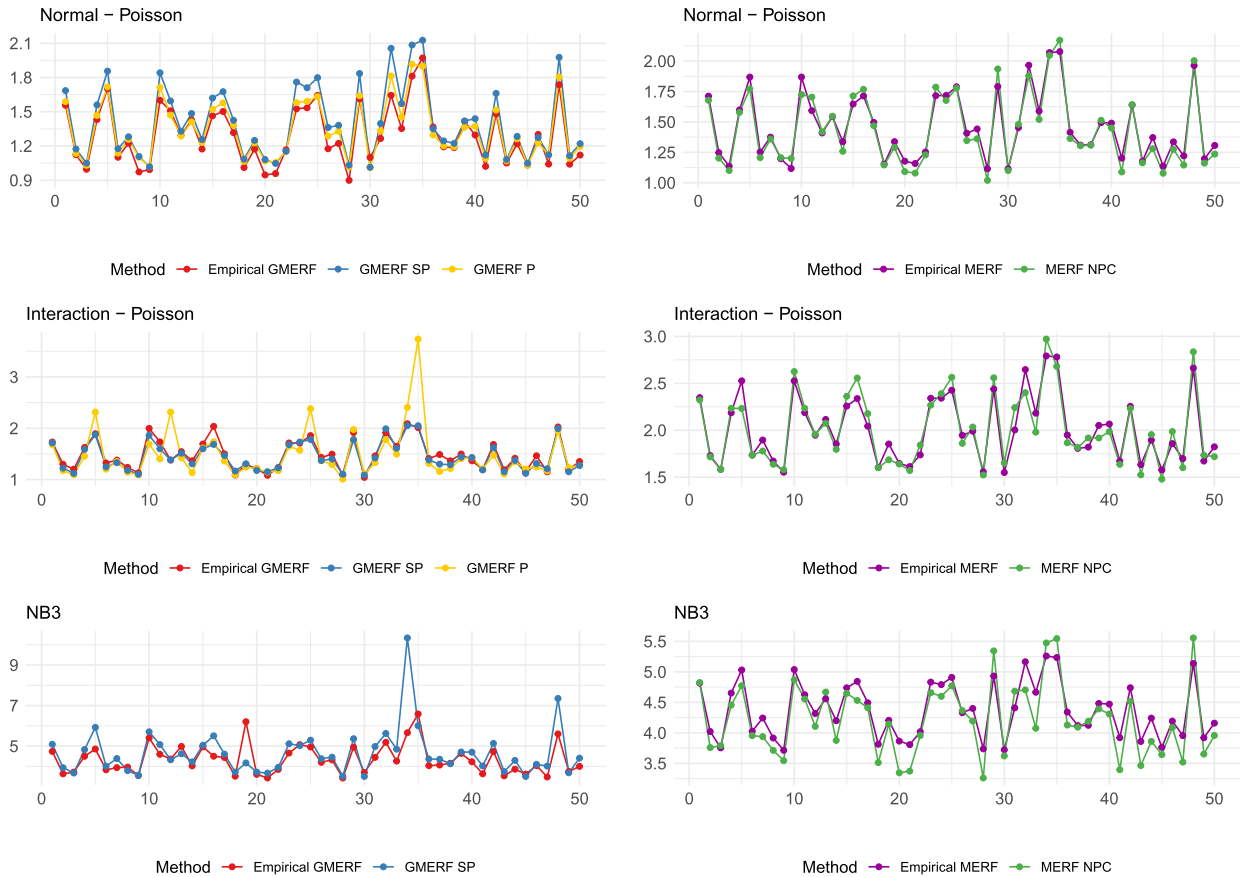 Normal − Poisson
2.1
1.8
1.5
1.2
0.9
0 10 20 30 40 50
Method Empirical GMERF GMERF SP GMERF P
Normal − Poisson
2.00
1.75
1.50
1.25
1.00
0 10 20 30 40 50
Method Empirical MERF MERF NPC
Interaction − Poisson
3
2
1
0 10 20 30 40 50
Method Empirical GMERF GMERF SP GMERF P
Interaction − Poisson
3.0
2.5
2.0
1.5
0 10 20 30 40 50
Method Empirical MERF MERF NPC
NB3
9
7
5
0 10 20 30 40 50
Method Empirical GMERF GMERF SP
NB3
5.5
5.0
4.5
4.0
3.5
0 10 20 30 40 50
Method Empirical MERF MERF NPC